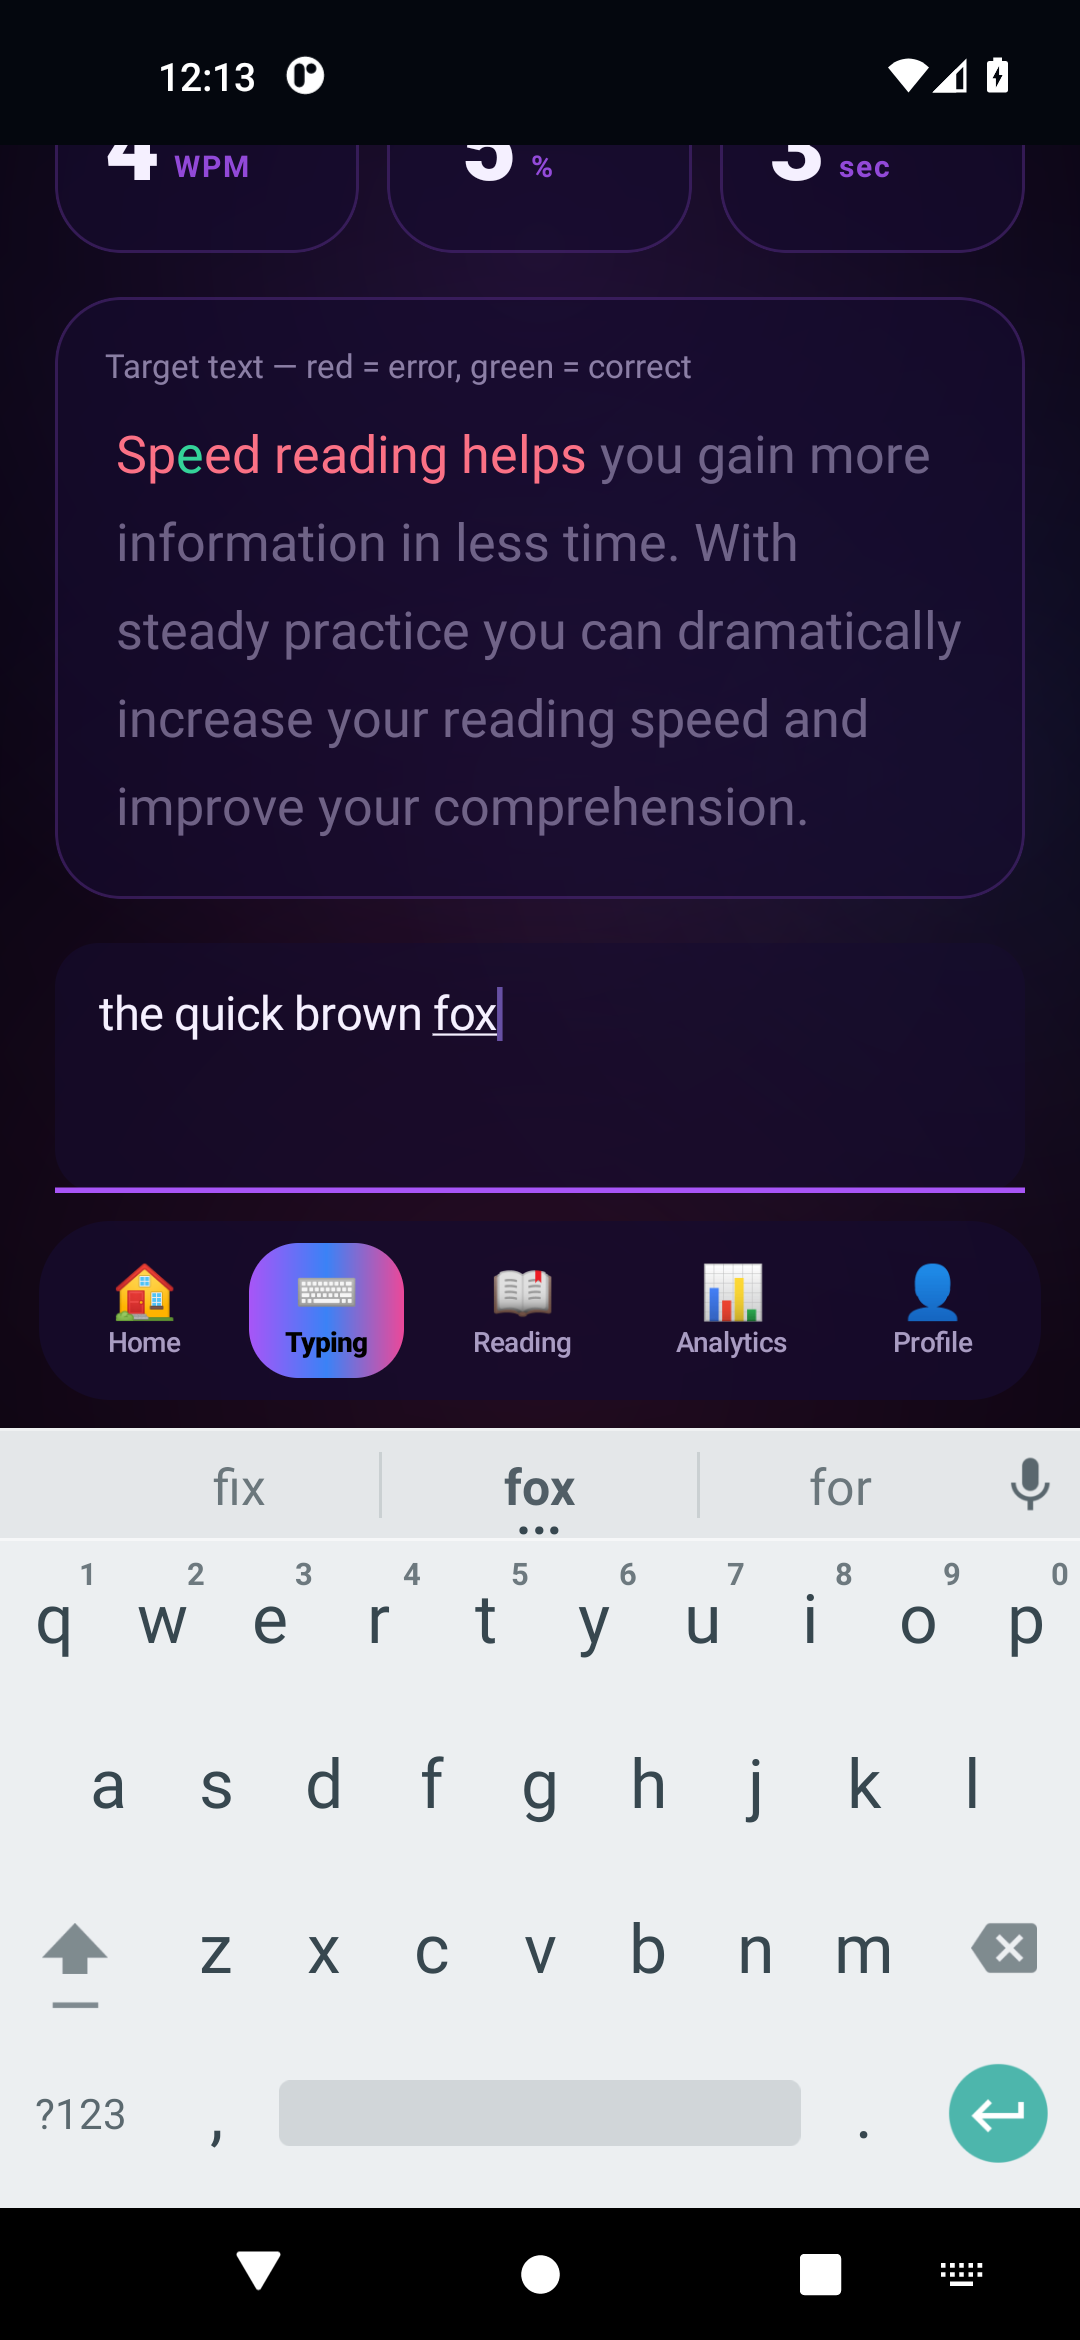 12:13
4 WPM
5 %
3 sec
Target text — red = error, green = correct
Speed reading helps you gain more
information in less time. With
steady practice you can dramatically
increase your reading speed and
improve your comprehension.
the quick brown fox
Home
Typing
Reading
Analytics
Profile
fix fox for
1 2 3 4 5 6 7 8 9 0
q w e r t y u i o p
a s d f g h j k l
z x c v b n m
?123 , .